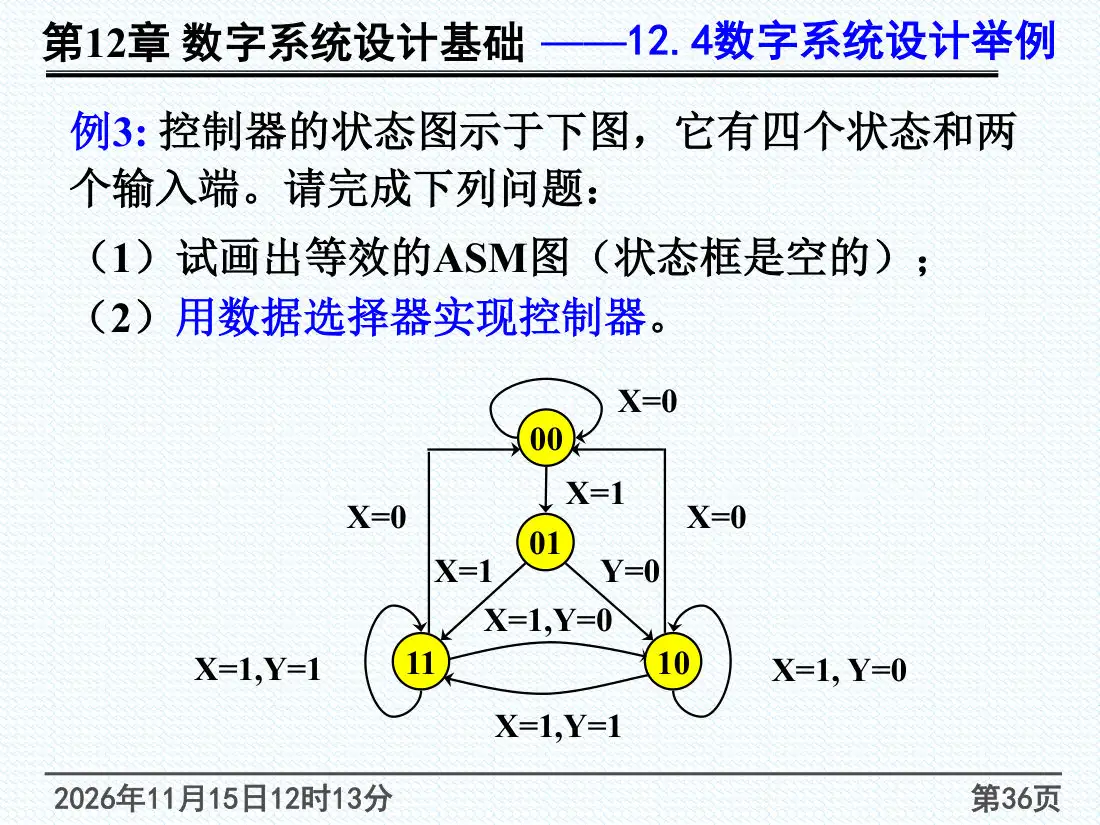 第12章 数字系统设计基础 ——12.4数字系统设计举例
例3: 控制器的状态图示于下图，它有四个状态和两
个输入端。请完成下列问题：
（1）试画出等效的ASM图（状态框是空的）；
（2）用数据选择器实现控制器。
X=0
00
X=1
X=0
X=0
01
X=1
Y=0
X=1,Y=0
11
10
X=1,Y=1
X=1, Y=0
X=1,Y=1
2026年11月15日12时13分
第36页